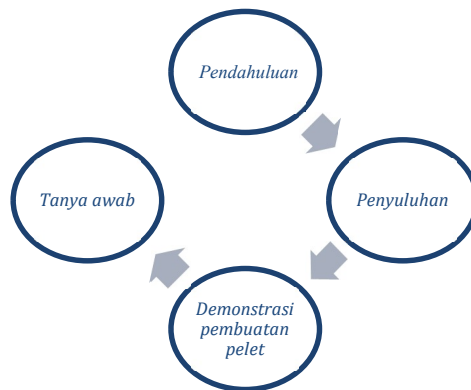 Pendahuluan
Penyuluhan
Demonstrasi
pembuatan
pelet
Tanya awab